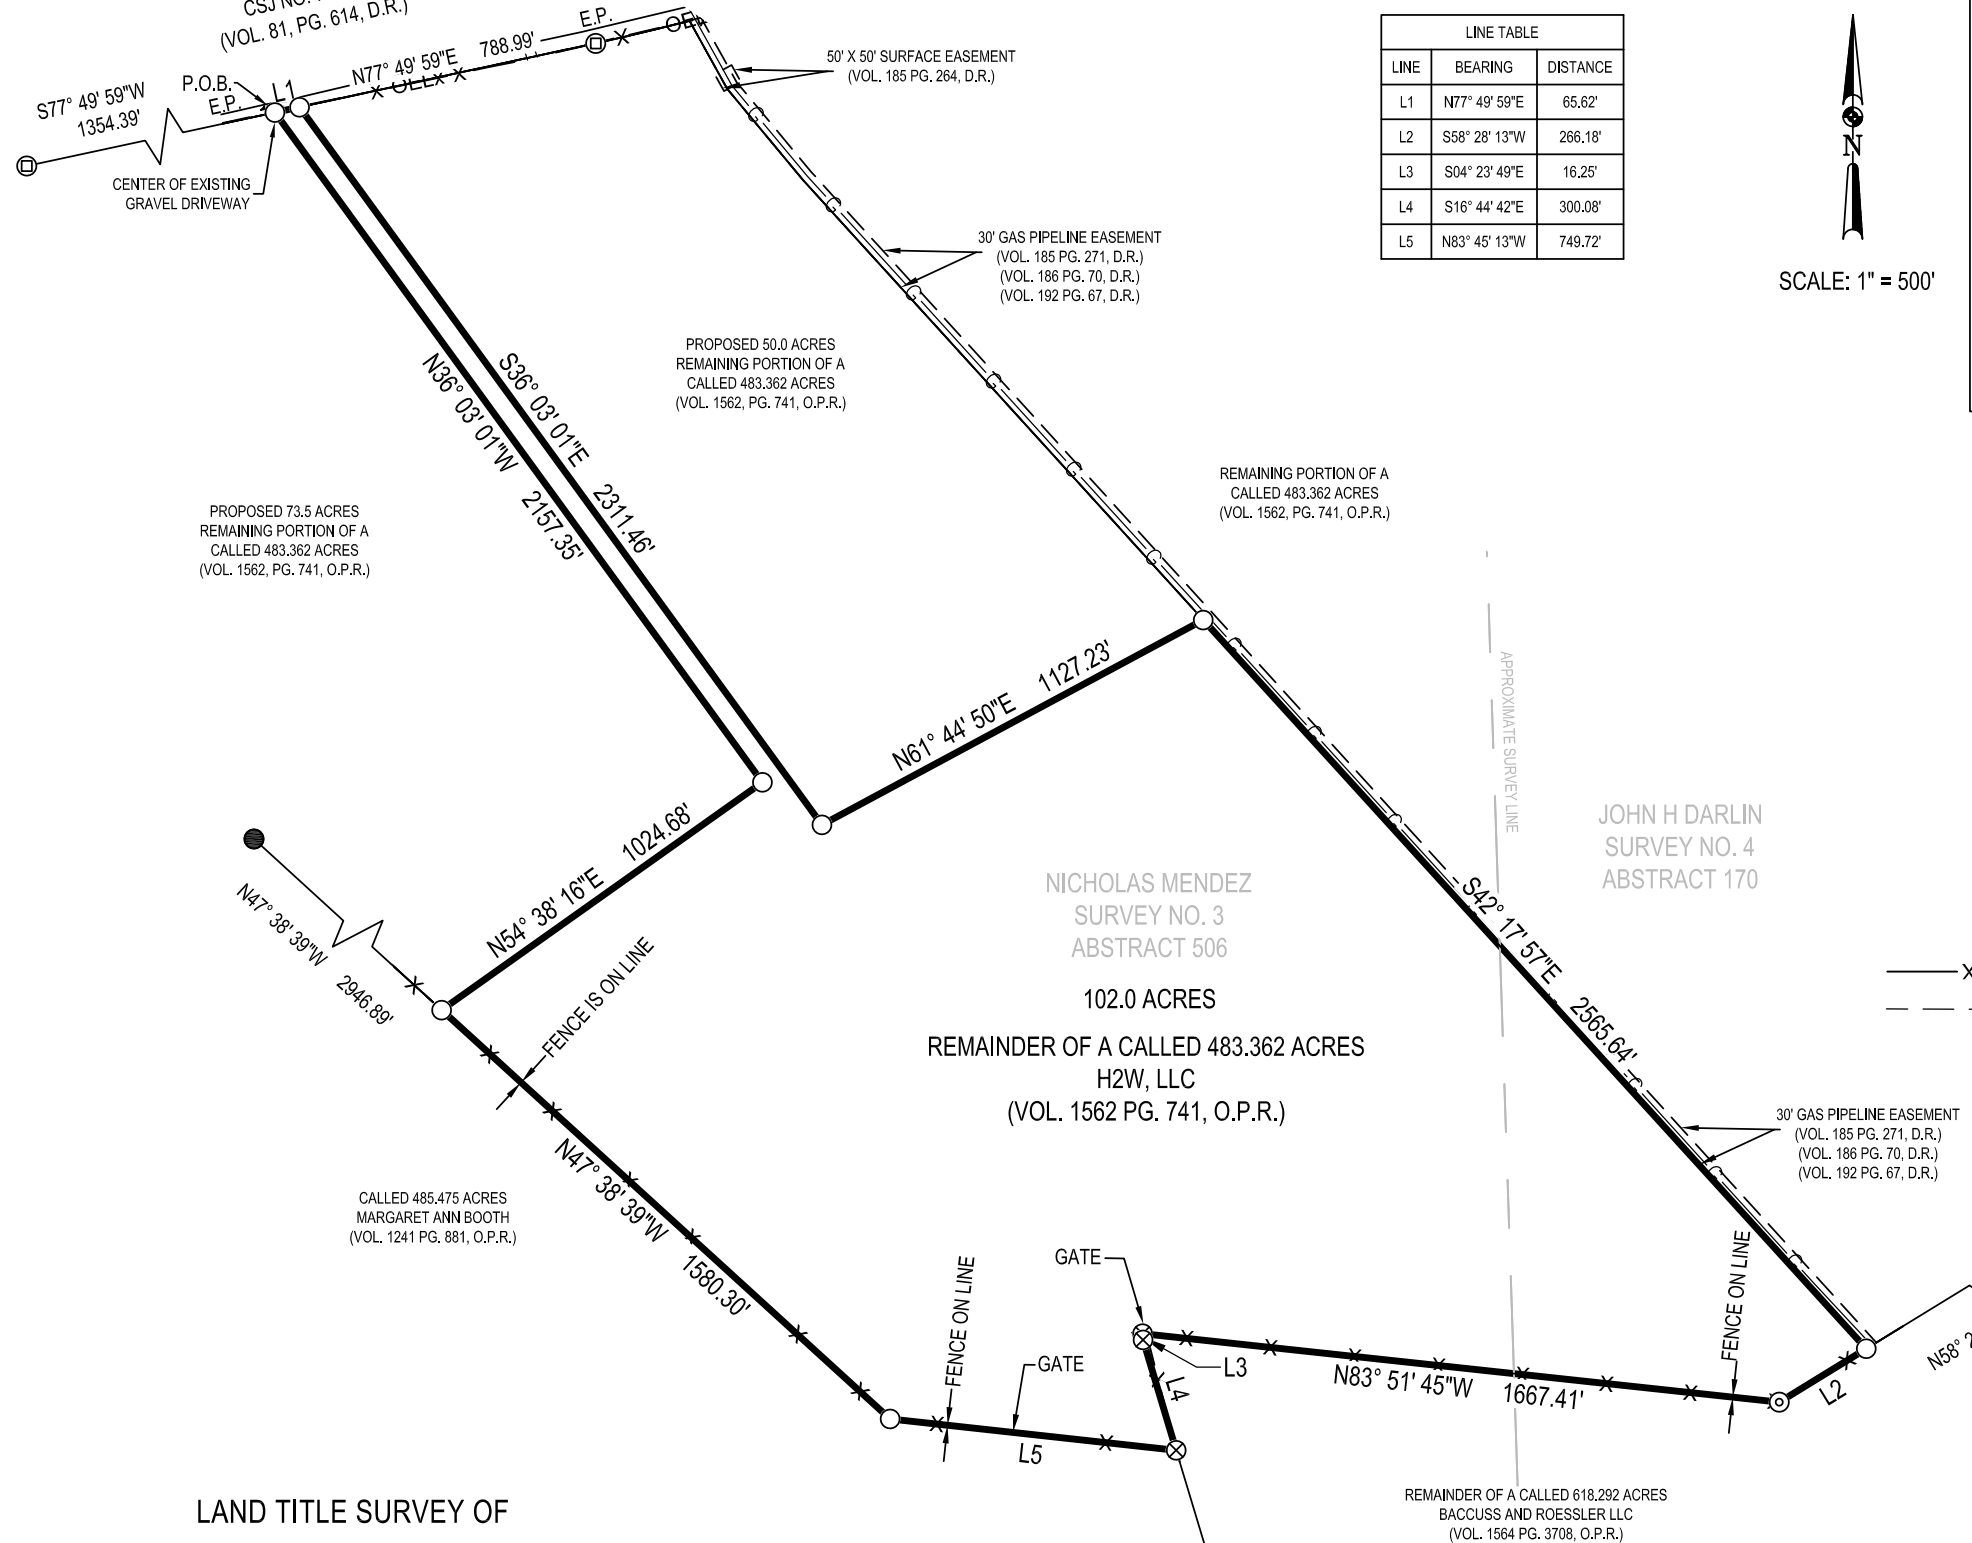 (VOL. 81, PG. 614, D.R.)
S77° 49' 59"W
1354.39'
P.O.B.
E.P.
L1
N77° 49' 59"E 788.99'
E.P.
OE
CENTER OF EXISTING
GRAVEL DRIVEWAY
50' X 50' SURFACE EASEMENT
(VOL. 185 PG. 264, D.R.)
30' GAS PIPELINE EASEMENT
(VOL. 185 PG. 271, D.R.)
(VOL. 186 PG. 70, D.R.)
(VOL. 192 PG. 67, D.R.)
LINE TABLE
LINE BEARING DISTANCE
L1 N77° 49' 59"E 65.62'
L2 S58° 28' 13"W 266.18'
L3 S04° 23' 49"E 16.25'
L4 S16° 44' 42"E 300.08'
L5 N83° 45' 13"W 749.72'
N
SCALE: 1" = 500'
PROPOSED 50.0 ACRES
REMAINING PORTION OF A
CALLED 483.362 ACRES
(VOL. 1562, PG. 741, O.P.R.)
S36° 03' 01"E 2311.46'
N36° 03' 01"W 2157.35'
PROPOSED 73.5 ACRES
REMAINING PORTION OF A
CALLED 483.362 ACRES
(VOL. 1562, PG. 741, O.P.R.)
REMAINING PORTION OF A
CALLED 483.362 ACRES
(VOL. 1562, PG. 741, O.P.R.)
N61° 44' 50"E 1127.23'
APPROXIMATE SURVEY LINE
JOHN H DARLIN
SURVEY NO. 4
ABSTRACT 170
N54° 38' 16"E 1024.68'
N47° 38' 39"W 2946.89'
FENCE IS ON LINE
NICHOLAS MENDEZ
SURVEY NO. 3
ABSTRACT 506
102.0 ACRES
REMAINDER OF A CALLED 483.362 ACRES
H2W, LLC
(VOL. 1562 PG. 741, O.P.R.)
S42° 17' 57"E 2565.64'
30' GAS PIPELINE EASEMENT
(VOL. 185 PG. 271, D.R.)
(VOL. 186 PG. 70, D.R.)
(VOL. 192 PG. 67, D.R.)
N47° 38' 39"W 1580.30'
CALLED 485.475 ACRES
MARGARET ANN BOOTH
(VOL. 1241 PG. 881, O.P.R.)
FENCE ON LINE
GATE
GATE
L3
L4
L5
N83° 51' 45"W 1667.41'
FENCE ON LINE
L2
N58°
REMAINDER OF A CALLED 618.292 ACRES
BACCUSS AND ROESSLER LLC
(VOL. 1564 PG. 3708, O.P.R.)
LAND TITLE SURVEY OF